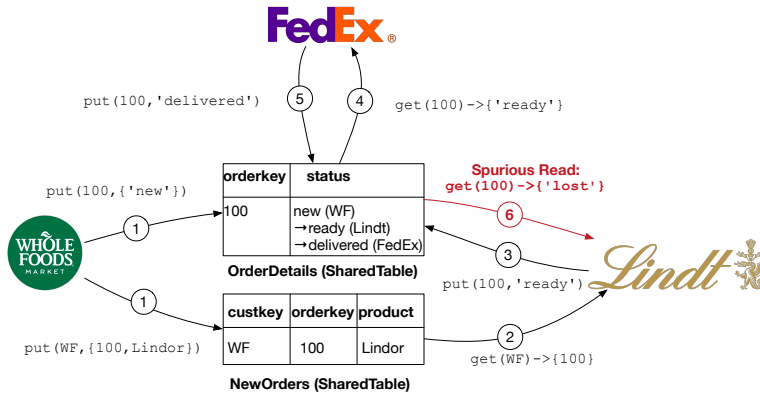 FedEx®
put(100,'delivered')
5
4
get(100)->{'ready'}
orderkey status
100
new (WF)
→ready (Lindt)
→delivered (FedEx)
OrderDetails (SharedTable)
Spurious Read:
get(100)->{'lost'}
6
put(100,{'new'})
1
WHOLE
FOODS
MARKET
1
put(WF,{100,Lindor})
3
put(100,'ready')
Lindt
custkey orderkey product
WF 100 Lindor
NewOrders (SharedTable)
2
get(WF)->{100}